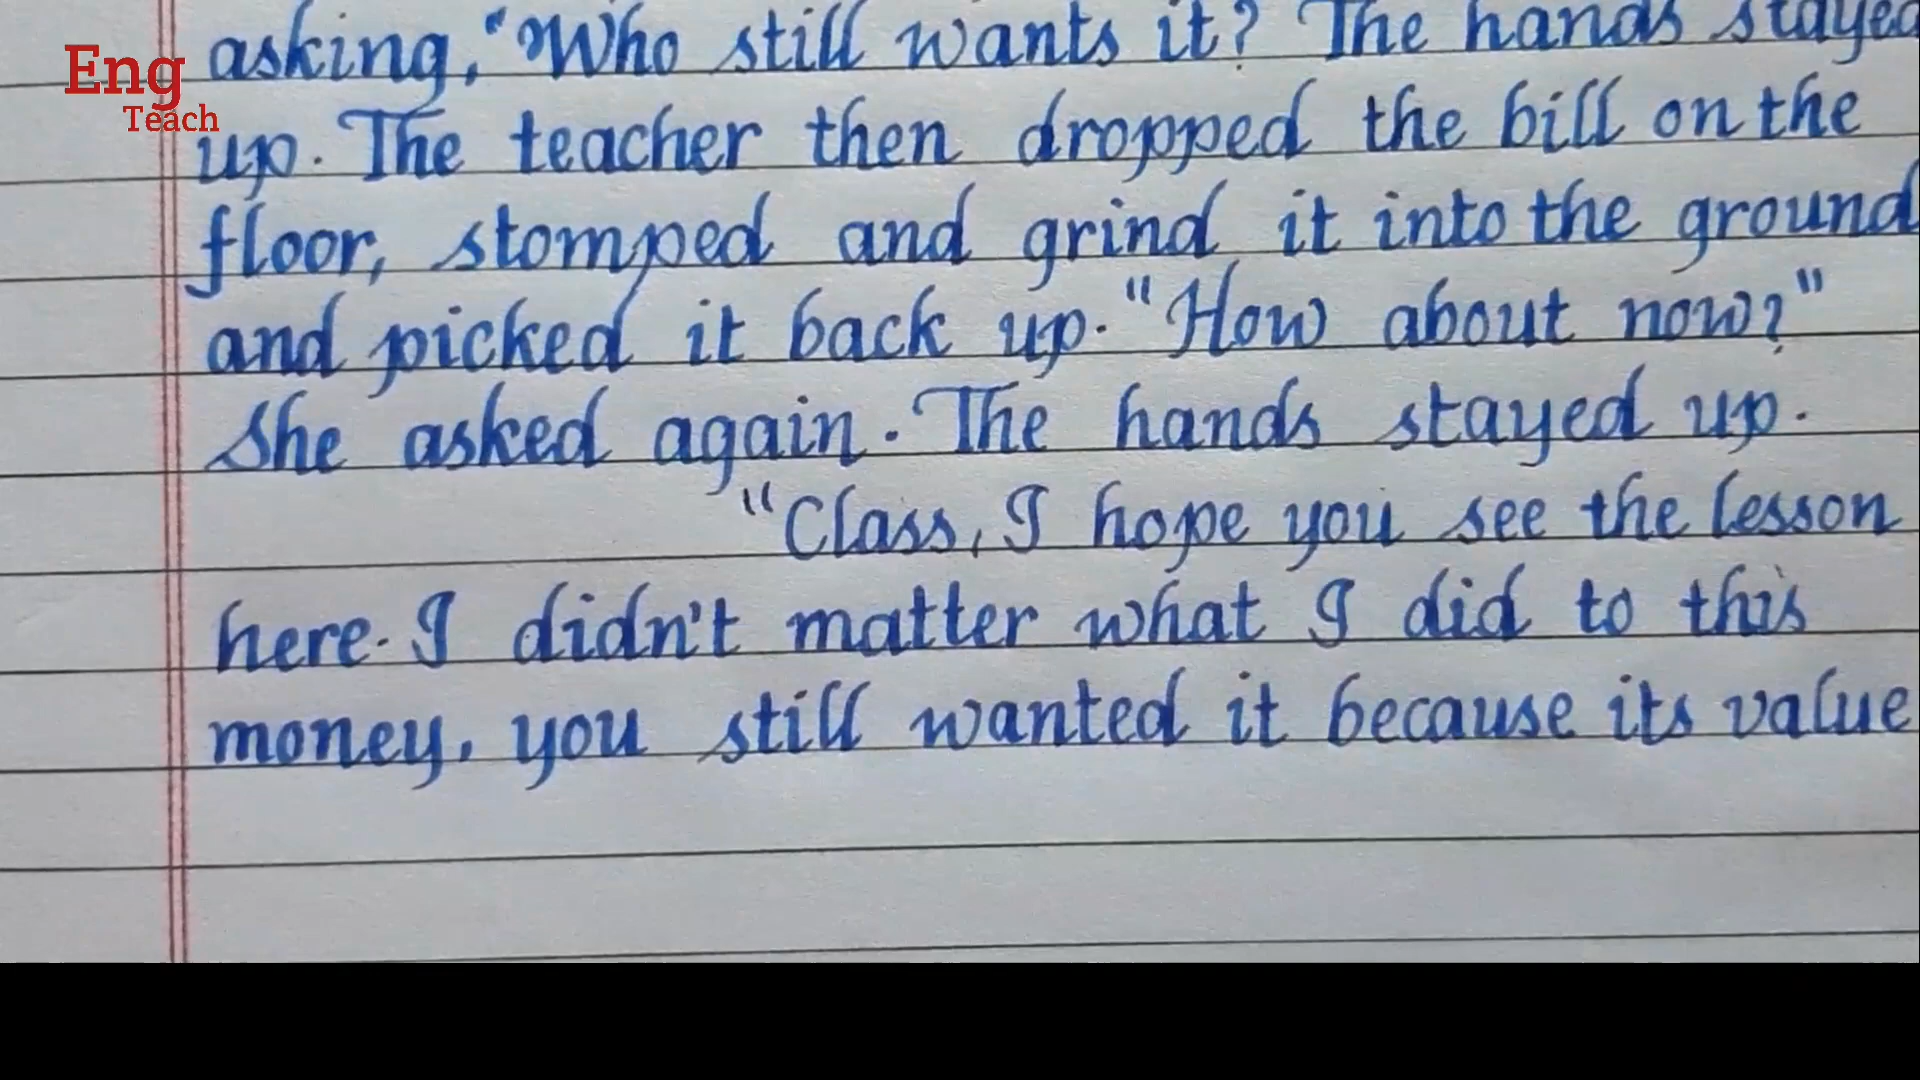 Eng
Teach
asking, "Who still wants it? The hands stayed
up. The teacher then dropped the bill on the
floor, stomped and grind it into the ground
and picked it back up. "How about now?"
She asked again. The hands stayed up.
"Class, I hope you see the lesson
here. I didn't matter what I did to this
money, you still wanted it because its value